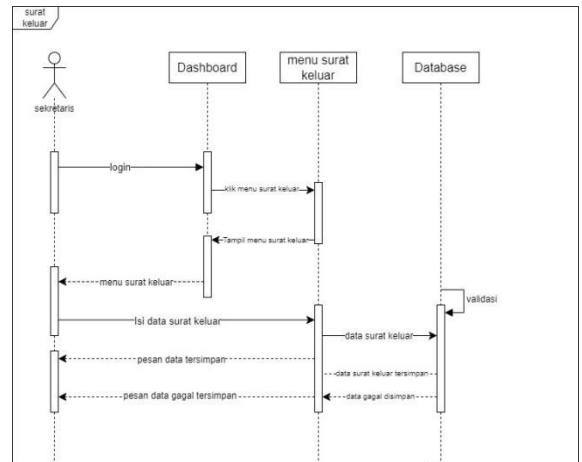 surat
keluar
Dashboard
menu surat
keluar
Database
sekretaris
login
klik menu surat keluar
Tampil menu surat keluar
menu surat keluar
validasi
Isi data surat keluar
data surat keluar
pesan data tersimpan
data surat keluar tersimpan
pesan data gagal tersimpan
data gagal disimpan